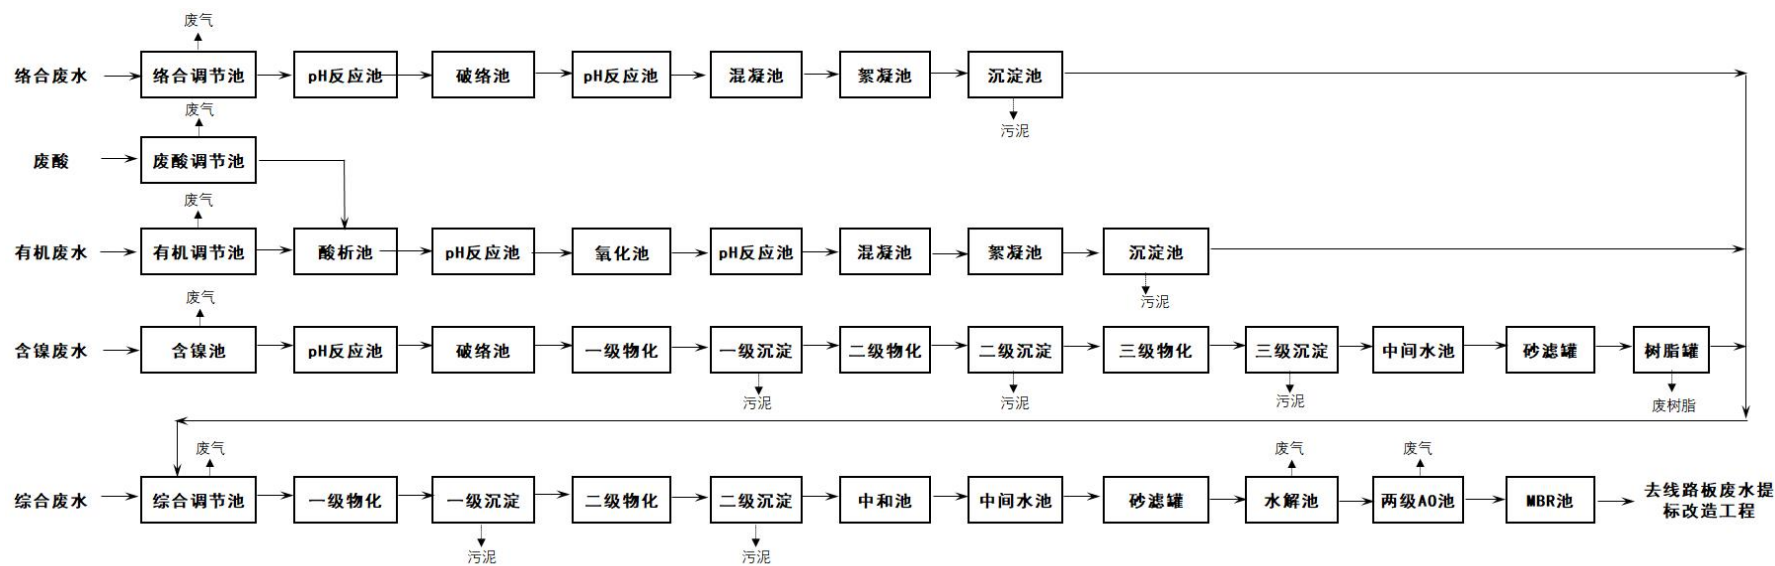 废气
络合废水
络合调节池
pH反应池
破络池
pH反应池
混凝池
絮凝池
沉淀池
污泥
废气
废酸
废酸调节池
废气
有机废水
有机调节池
酸析池
pH反应池
氧化池
pH反应池
混凝池
絮凝池
沉淀池
污泥
废气
含镍废水
含镍池
pH反应池
破络池
一级物化
一级沉淀
二级物化
二级沉淀
三级物化
三级沉淀
中间水池
砂滤罐
树脂罐
污泥
污泥
污泥
废树脂
废气
废气
废气
综合废水
综合调节池
一级物化
一级沉淀
二级物化
二级沉淀
中和池
中间水池
砂滤罐
水解池
两级AO池
MBR池
去线路板废水提
标改造工程
污泥
污泥